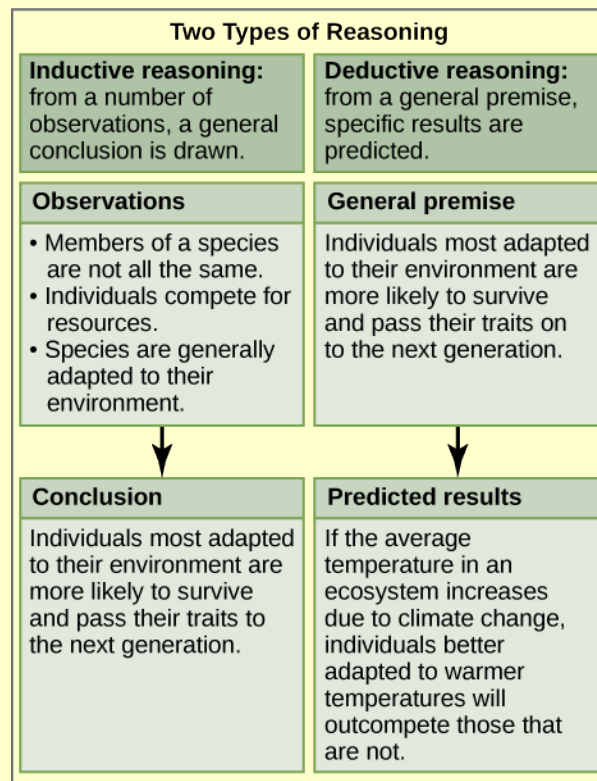 Two Types of Reasoning
Inductive reasoning:
from a number of
observations, a general
conclusion is drawn.
Deductive reasoning:
from a general premise,
specific results are
predicted.
Observations
• Members of a species
are not all the same.
• Individuals compete for
resources.
• Species are generally
adapted to their
environment.
General premise
Individuals most adapted
to their environment are
more likely to survive
and pass their traits on
to the next generation.
Conclusion
Individuals most adapted
to their environment are
more likely to survive
and pass their traits to
the next generation.
Predicted results
If the average
temperature in an
ecosystem increases
due to climate change,
individuals better
adapted to warmer
temperatures will
outcompete those that
are not.